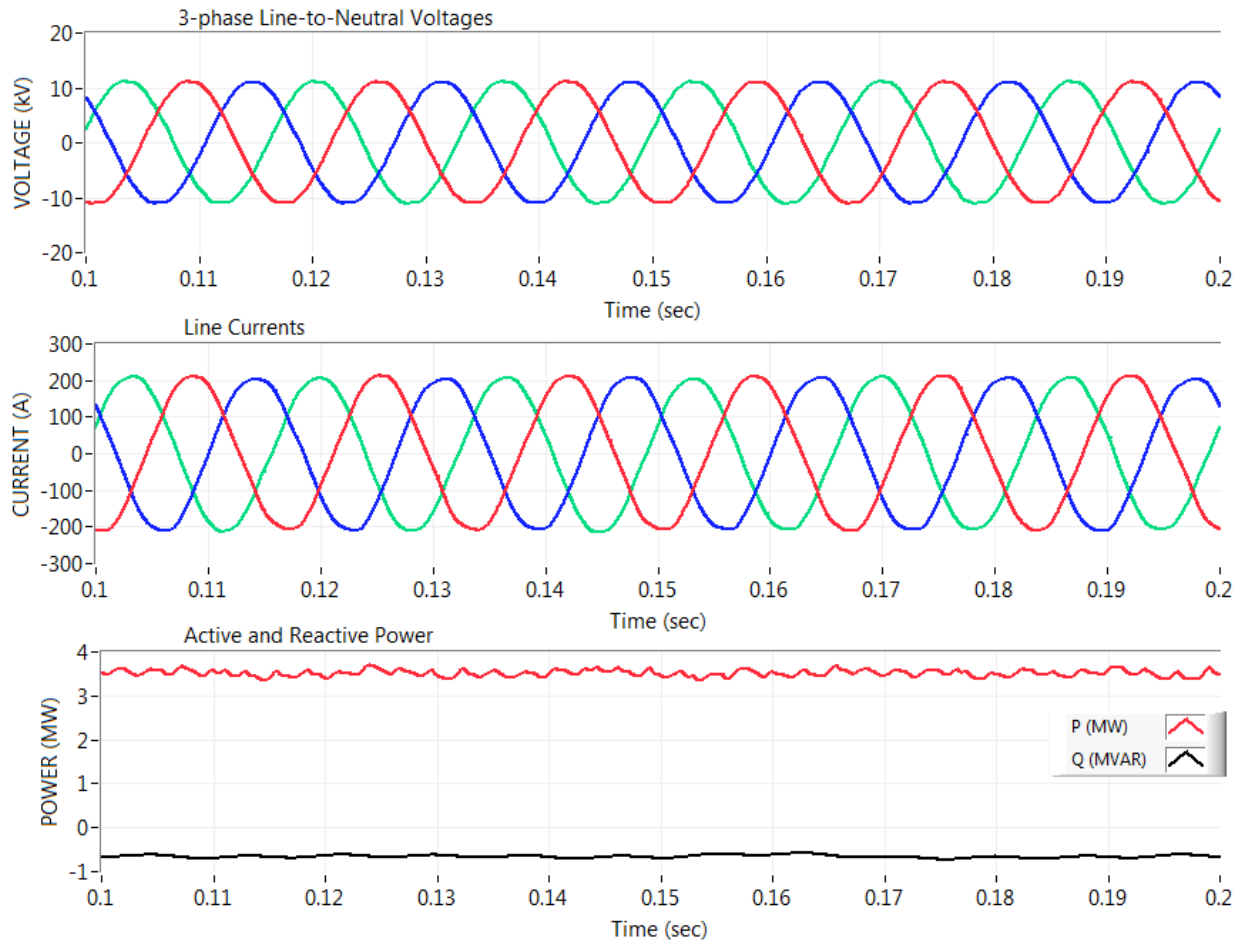 3-phase Line-to-Neutral Voltages
VOLTAGE (kV)
20
10
0
-10
-20
0.1 0.11 0.12 0.13 0.14 0.15 0.16 0.17 0.18 0.19 0.2
Time (sec)
Line Currents
CURRENT (A)
300
200
100
0
-100
-200
-300
0.1 0.11 0.12 0.13 0.14 0.15 0.16 0.17 0.18 0.19 0.2
Time (sec)
Active and Reactive Power
POWER (MW)
4
3
2
1
0
-1
P (MW)
Q (MVAR)
0.1 0.11 0.12 0.13 0.14 0.15 0.16 0.17 0.18 0.19 0.2
Time (sec)